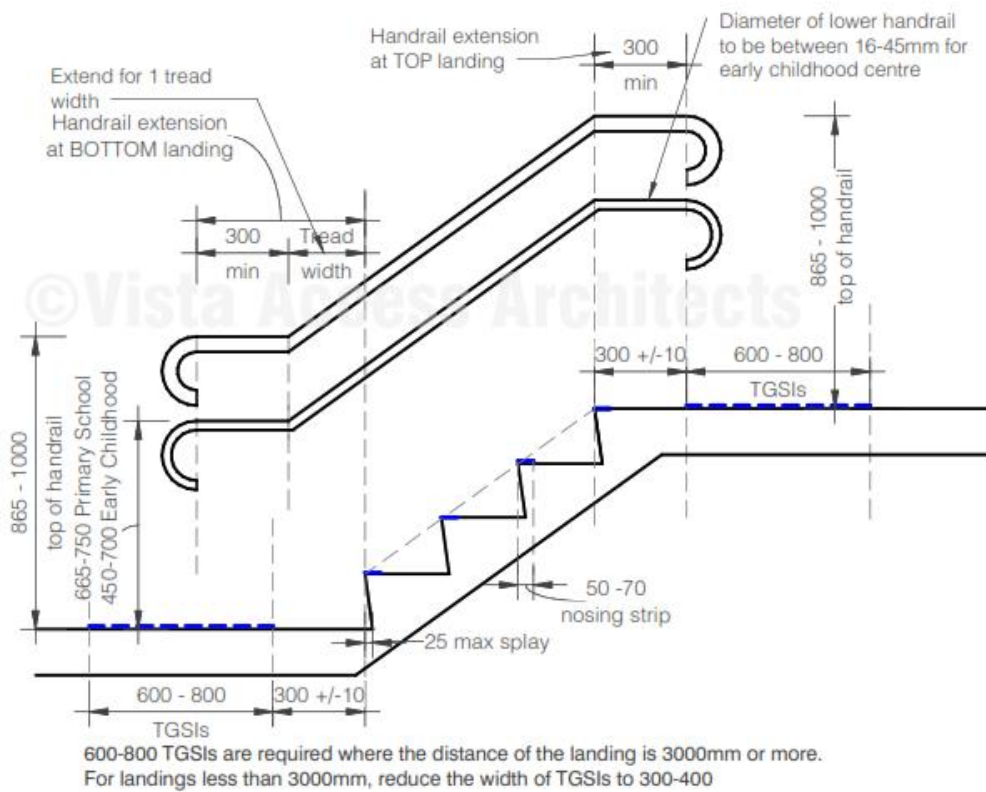 Handrail extension
at TOP landing
300
min
Diameter of lower handrail
to be between 16-45mm for
early childhood centre
Extend for 1 tread
width
Handrail extension
at BOTTOM landing
300
min
Tread
width
©Vista Access Architects
865 - 1000
top of handrail
300 +/-10
600 - 800
TGSIs
865 - 1000
top of handrail
665-750 Primary School
450-700 Early Childhood
50 -70
nosing strip
25 max splay
600 - 800
TGSIs
300 +/-10
600-800 TGSIs are required where the distance of the landing is 3000mm or more.
For landings less than 3000mm, reduce the width of TGSIs to 300-400